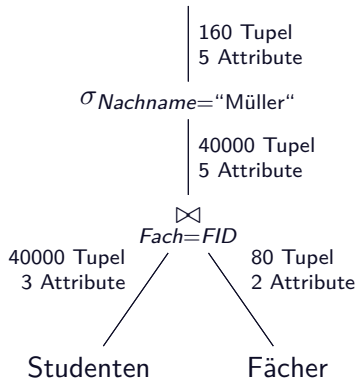 160 Tupel
5 Attribute
σNachname=“Müller“
40000 Tupel
5 Attribute
⋈
Fach=FID
40000 Tupel
3 Attribute
80 Tupel
2 Attribute
Studenten
Fächer